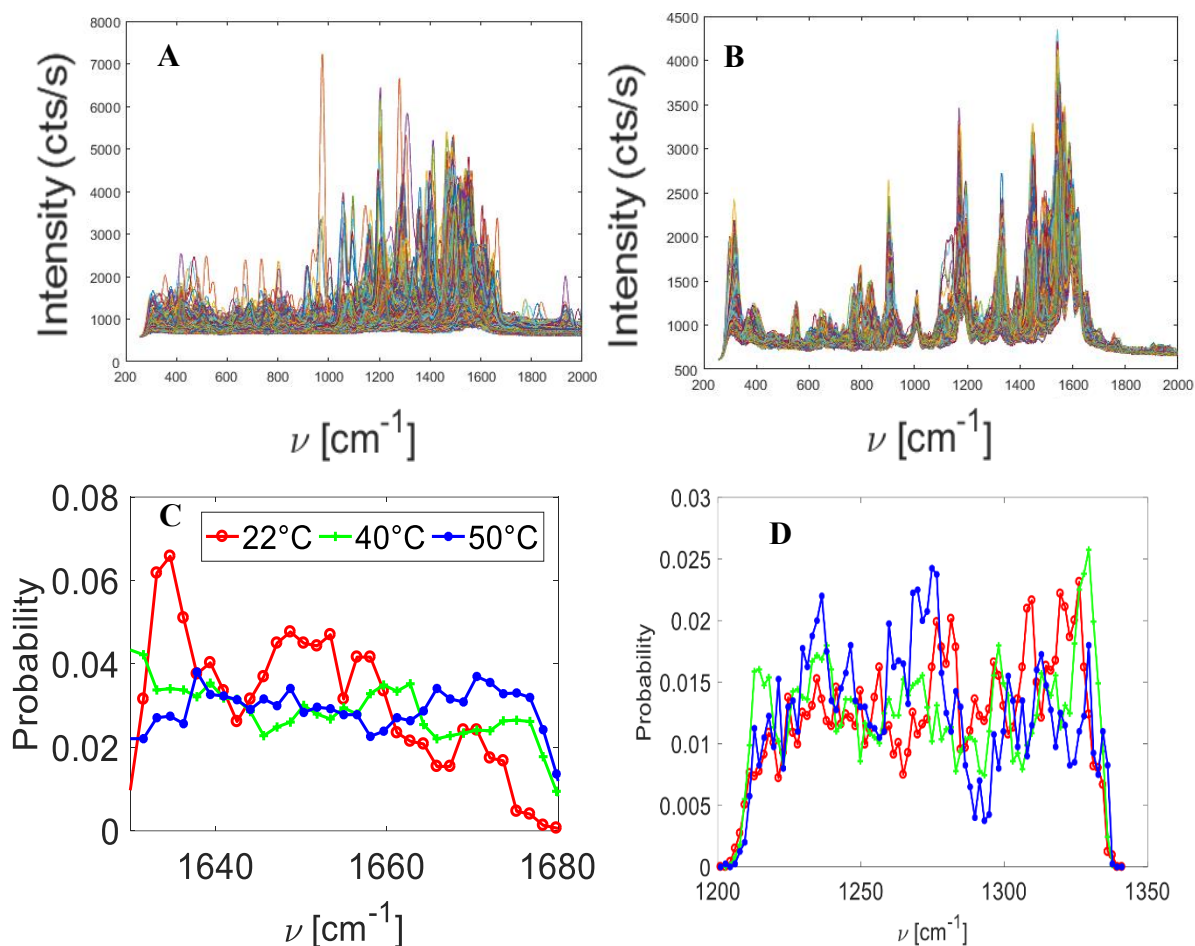 A
Intensity (cts/s)
8000
7000
6000
5000
4000
3000
2000
1000
0
200 400 600 800 1000 1200 1400 1600 1800 2000
ν [cm-1]
B
Intensity (cts/s)
4500
4000
3500
3000
2500
2000
1500
1000
500
200 400 600 800 1000 1200 1400 1600 1800 2000
ν [cm-1]
C
22°C 40°C 50°C
Probability
0.08
0.06
0.04
0.02
0
1640 1660 1680
ν [cm-1]
D
Probability
0.03
0.025
0.02
0.015
0.01
0.005
0
1200 1250 1300 1350
ν [cm-1]